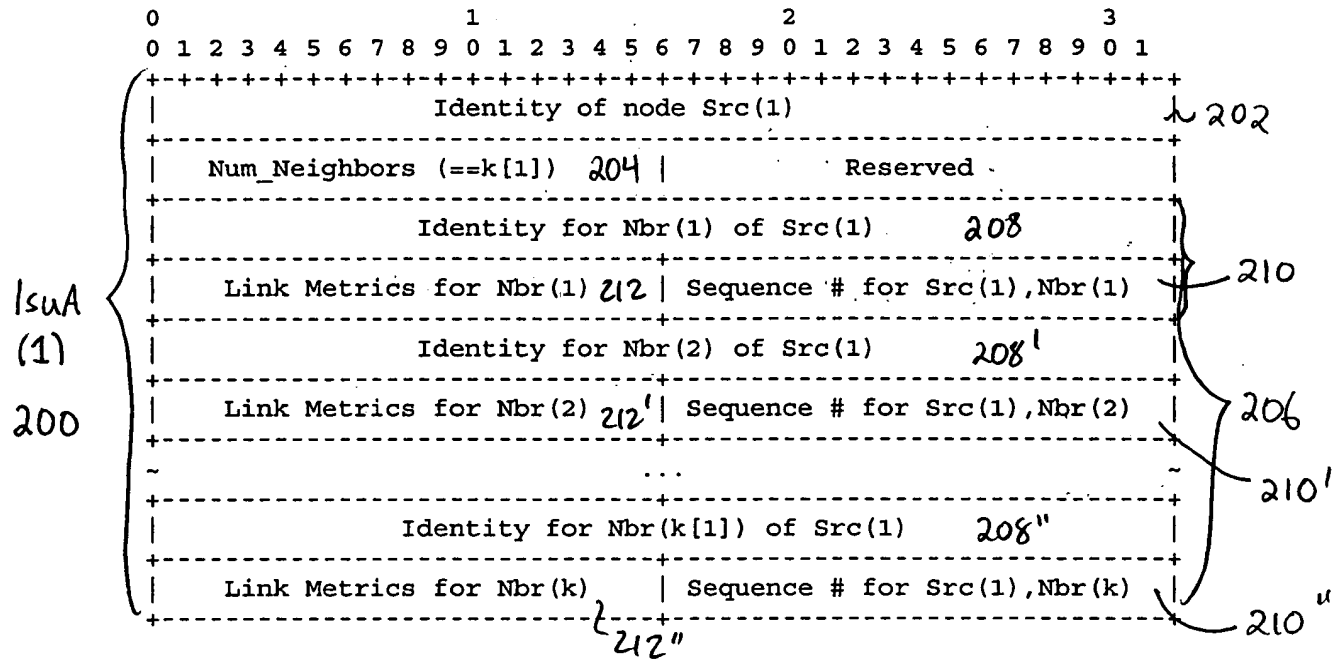 0 1 2 3
0 1 2 3 4 5 6 7 8 9 0 1 2 3 4 5 6 7 8 9 0 1 2 3 4 5 6 7 8 9 0 1
+-+-+-+-+-+-+-+-+-+-+-+-+-+-+-+-+-+-+-+-+-+-+-+-+-+-+-+-+-+-+-+-+
| Identity of node Src(1) | 202
| Num_Neighbors (==k[1]) 204 | Reserved |
| Identity for Nbr(1) of Src(1) 208 |
| Link Metrics for Nbr(1) 212 | Sequence # for Src(1),Nbr(1) 210
lsuA
(1)
200
| Identity for Nbr(2) of Src(1) 208' |
| Link Metrics for Nbr(2) 212' | Sequence # for Src(1),Nbr(2) 206
~ ... ~
210'
| Identity for Nbr(k[1]) of Src(1) 208" |
| Link Metrics for Nbr(k) | Sequence # for Src(1),Nbr(k) 210"
212"